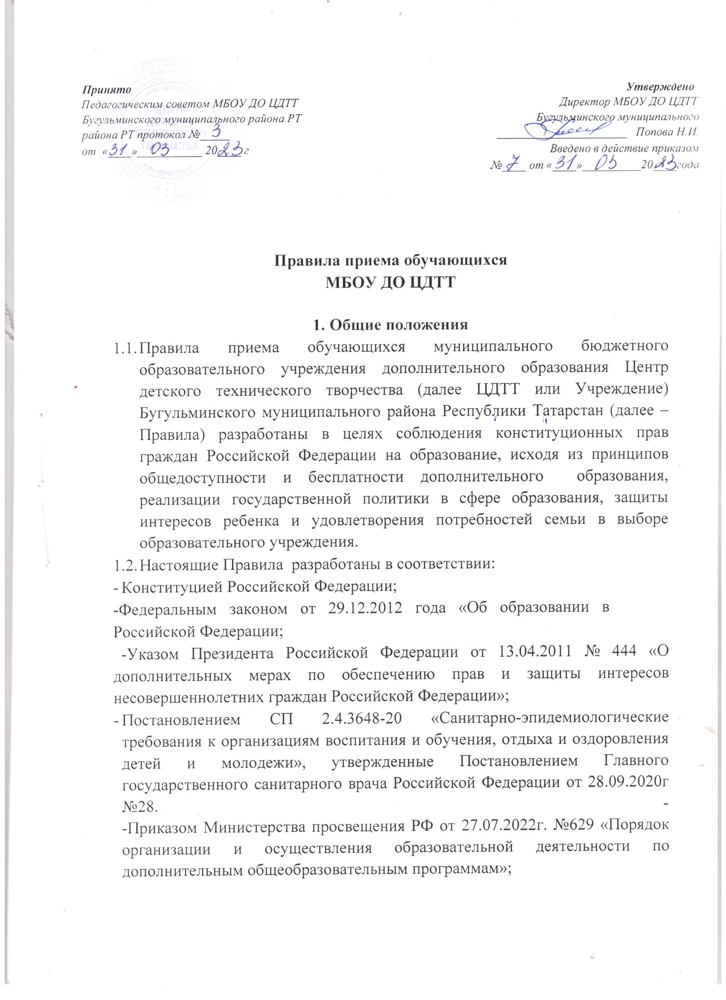 Принято
Педагогическим советом МБОУ ДО ЦДТТ
Бугульминского муниципального района РТ
района РТ протокол № 3
от «31» 03 2023 г
Утверждено
Директор МБОУ ДО ЦДТТ
Бугульминского муниципального
Попова Н.И.
Введено в действие приказом
№ 7 от «31» 03 2023 года
ИНН
ЦЕНТР
ДЕТСКОГО
ТЕХНИЧЕСКОГО
ТВОРЧЕСТВА
ОГРН
Правила приема обучающихся
МБОУ ДО ЦДТТ
1. Общие положения
1.1. Правила приема обучающихся муниципального бюджетного
образовательного учреждения дополнительного образования Центр
детского технического творчества (далее ЦДТТ или Учреждение)
Бугульминского муниципального района Республики Татарстан (далее –
Правила) разработаны в целях соблюдения конституционных прав
граждан Российской Федерации на образование, исходя из принципов
общедоступности и бесплатности дополнительного образования,
реализации государственной политики в сфере образования, защиты
интересов ребенка и удовлетворения потребностей семьи в выборе
образовательного учреждения.
1.2. Настоящие Правила разработаны в соответствии:
- Конституцией Российской Федерации;
-Федеральным законом от 29.12.2012 года «Об образовании в
Российской Федерации;
-Указом Президента Российской Федерации от 13.04.2011 № 444 «О
дополнительных мерах по обеспечению прав и защиты интересов
несовершеннолетних граждан Российской Федерации»;
- Постановлением СП 2.4.3648-20 «Санитарно-эпидемиологические
требования к организациям воспитания и обучения, отдыха и оздоровления
детей и молодежи», утвержденные Постановлением Главного
государственного санитарного врача Российской Федерации от 28.09.2020г
№28. -
-Приказом Министерства просвещения РФ от 27.07.2022г. №629 «Порядок
организации и осуществления образовательной деятельности по
дополнительным общеобразовательным программам»;